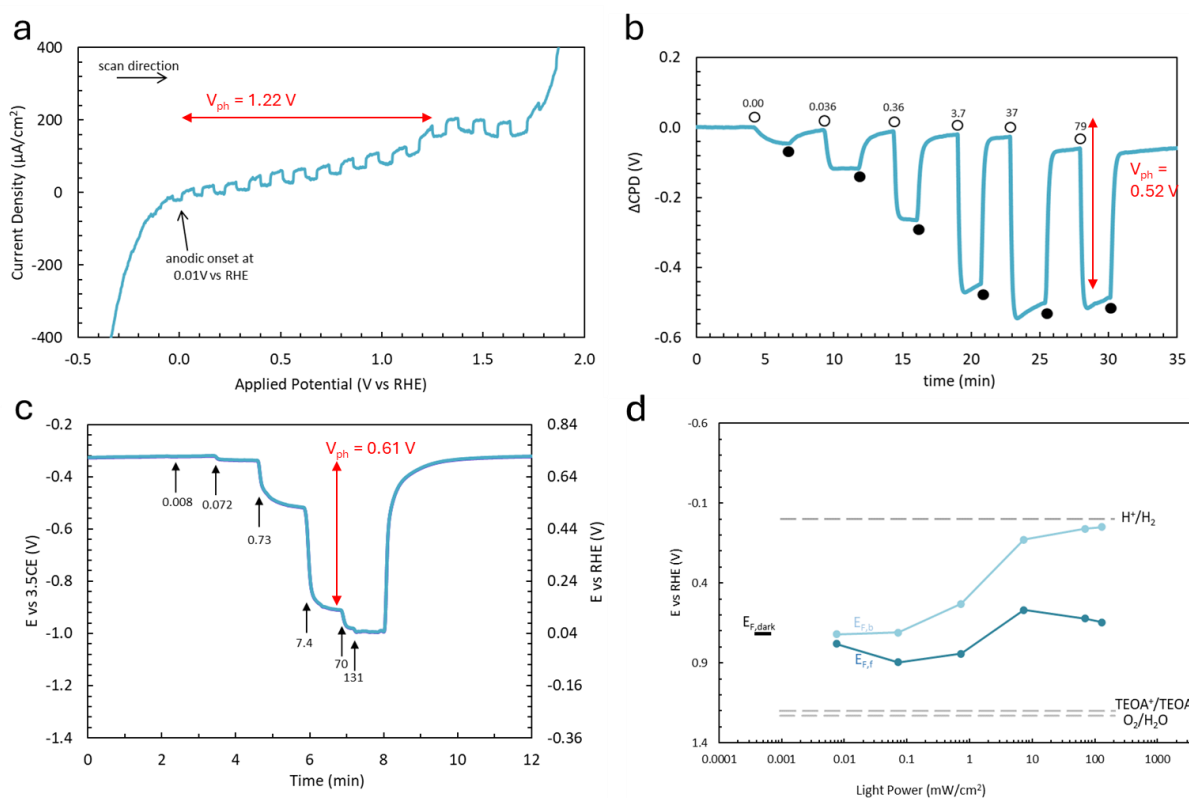 a
400
200
0
-200
-400
Current Density (µA/cm²)
scan direction
Vph = 1.22 V
anodic onset at
0.01V vs RHE
-0.5
0.0
0.5
1.0
1.5
2.0
Applied Potential (V vs RHE)
b
0.2
0.0
-0.2
-0.4
-0.6
ΔCPD (V)
0.00
0.036
0.36
3.7
37
79
Vph =
0.52 V
0
5
10
15
20
25
30
35
time (min)
c
-0.2
-0.4
-0.6
-0.8
-1.0
-1.2
-1.4
E vs 3.5CE (V)
Vph = 0.61 V
0.008
0.072
0.73
7.4
70
131
0.84
0.64
0.44
0.24
0.04
-0.16
-0.36
E vs RHE (V)
0
2
4
6
8
10
12
Time (min)
d
-0.6
-0.1
0.4
0.9
1.4
E vs RHE (V)
H⁺/H₂
EF,dark
EF,b
EF,f
TEOA⁺/TEOA
O₂/H₂O
0.0001
0.001
0.01
0.1
1
10
100
1000
Light Power (mW/cm²)